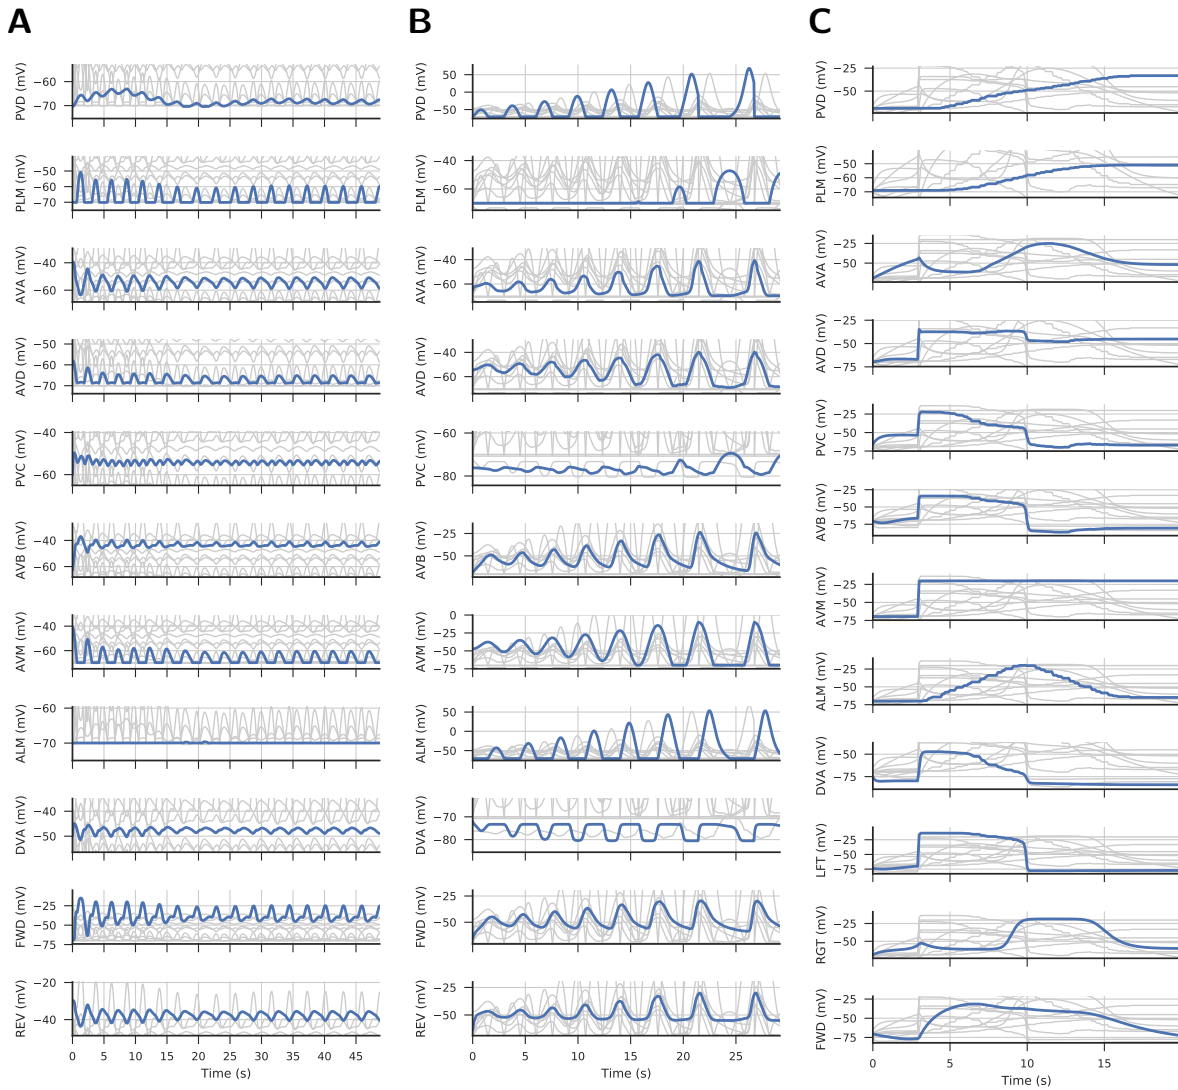 A
B
C
PVD (mV)
−60
−70
PLM (mV)
−50
−60
−70
AVA (mV)
−40
−60
AVD (mV)
−50
−60
−70
PVC (mV)
−40
−60
AVB (mV)
−40
−60
AVM (mV)
−40
−60
ALM (mV)
−60
−70
DVA (mV)
−40
−50
FWD (mV)
−25
−50
−75
REV (mV)
−20
−40
0 5 10 15 20 25 30 35 40 45
Time (s)
PVD (mV)
50
0
−50
PLM (mV)
−40
−60
AVA (mV)
−40
−60
AVD (mV)
−40
−60
PVC (mV)
−60
−80
AVB (mV)
−25
−50
AVM (mV)
0
−25
−50
−75
ALM (mV)
50
0
−50
DVA (mV)
−70
−80
FWD (mV)
−25
−50
REV (mV)
−25
−50
0 5 10 15 20 25
Time (s)
PVD (mV)
−25
−50
PLM (mV)
−50
−60
−70
AVA (mV)
−25
−50
AVD (mV)
−25
−50
−75
PVC (mV)
−25
−50
−75
AVB (mV)
−25
−50
−75
AVM (mV)
−25
−50
−75
ALM (mV)
−25
−50
−75
DVA (mV)
−50
−75
LFT (mV)
−25
−50
−75
RGT (mV)
−25
−50
FWD (mV)
−25
−50
−75
0 5 10 15
Time (s)